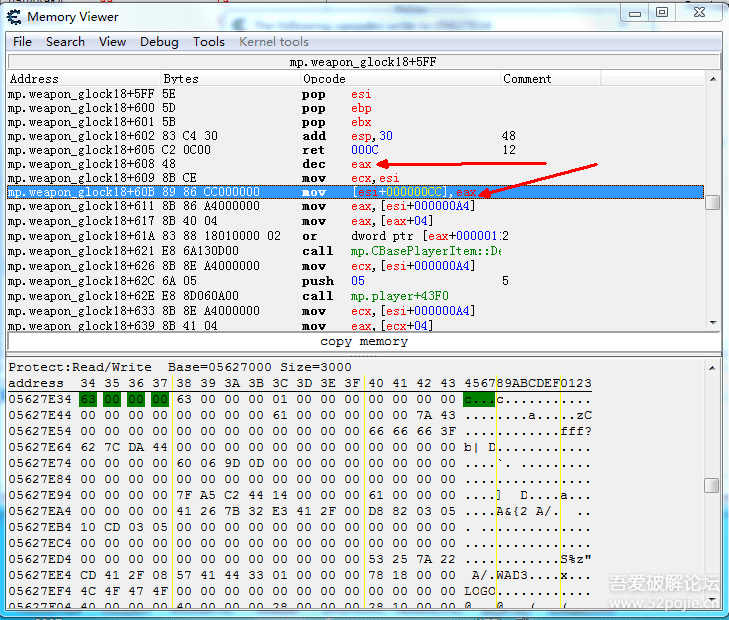 Memory Viewer
File Search View Debug Tools Kernel tools
mp.weapon_glock18+5FF
Address Bytes Opcode Comment
mp.weapon_glock18+5FF 5E pop esi
mp.weapon_glock18+600 5D pop ebp
mp.weapon_glock18+601 5B pop ebx
mp.weapon_glock18+602 83 C4 30 add esp,30 48
mp.weapon_glock18+605 C2 0C00 ret 000C 12
mp.weapon_glock18+608 48 dec eax
mp.weapon_glock18+609 8B CE mov ecx,esi
mp.weapon_glock18+60B 89 86 CC000000 mov [esi+000000CC],eax
mp.weapon_glock18+611 8B 86 A4000000 mov eax,[esi+000000A4]
mp.weapon_glock18+617 8B 40 04 mov eax,[eax+04]
mp.weapon_glock18+61A 83 88 18010000 02 or dword ptr [eax+0000011 2
mp.weapon_glock18+621 E8 6A130D00 call mp.CBasePlayerItem::De
mp.weapon_glock18+626 8B 8E A4000000 mov ecx,[esi+000000A4]
mp.weapon_glock18+62C 6A 05 push 05 5
mp.weapon_glock18+62E E8 8D060A00 call mp.player+43F0
mp.weapon_glock18+633 8B 8E A4000000 mov ecx,[esi+000000A4]
mp.weapon_glock18+639 8B 41 04 mov eax,[ecx+04]
copy memory
Protect:Read/Write Base=05627000 Size=3000
address 34 35 36 37 38 39 3A 3B 3C 3D 3E 3F 40 41 42 43 456789ABCDEF0123
05627E34 63 00 00 00 63 00 00 00 01 00 00 00 00 00 00 00 c...c...........
05627E44 00 00 00 00 00 00 00 00 61 00 00 00 00 00 7A 43 ........a.....zC
05627E54 00 00 00 00 00 00 00 00 00 00 00 00 66 66 66 3F ............fff?
05627E64 62 7C DA 44 00 00 00 00 00 00 00 00 00 00 00 00 b| D............
05627E74 00 00 00 00 60 06 9D 0D 00 00 00 00 00 00 00 00 ....`. .........
05627E84 00 00 00 00 00 00 00 00 00 00 00 00 00 00 00 00 ................
05627E94 00 00 00 00 7F A5 C2 44 14 00 00 00 61 00 00 00 ....] D....a...
05627EA4 00 00 00 00 41 26 7B 32 E3 41 2F 00 D8 82 03 05 ....A&{2 A/. ..
05627EB4 10 CD 03 05 00 00 00 00 00 00 00 00 00 00 00 00
05627EC4 00 00 00 00 00 00 00 00 00 00 00 00 00 00 00 00 ................
05627ED4 00 00 00 00 00 00 00 00 00 00 00 00 53 25 7A 22 ............S%z"
05627EE4 CD 41 2F 08 57 41 44 33 01 00 00 00 78 18 00 00 A/.WAD3....x...
05627EF4 4C 4F 47 4F 00 00 00 00 00 00 00 00 00 00 00 00 LOGO............
吾爱破解论坛
www.52pojie.cn